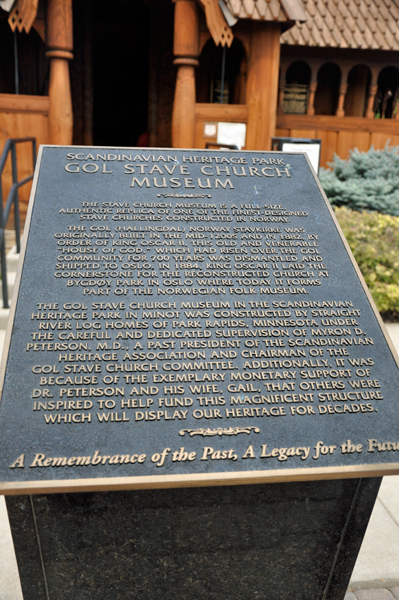 SCANDINAVIAN HERITAGE PARK
GOL STAVE CHURCH
MUSEUM
THE STAVE MUSEUM IS A FULL-SIZE,
AUTHENTIC REPLICA OF ONE OF THE FINEST-DESIGNED
STAVE CHURCHES CONSTRUCTED IN NORWAY.
THE GOL (HALLINGDAL) NORWAY STAVKIRKE WAS
ORIGINALLY BUILT IN THE MID-1200S AND IN 1882, BY
ORDER OF KING OSCAR II, THIS OLD AND VENERABLE
"HOUSE OF GOD," WHICH HAD RISEN OVER THE GOL
COMMUNITY FOR 700 YEARS WAS DISMANTLED AND
SHIPPED TO OSLO. IN 1884, KING OSCAR II LAID THE
CORNERSTONE FOR THE RECONSTRUCTED CHURCH AT
BYGDØY PARK IN OSLO WHERE TODAY IT FORMS
PART OF THE NORWEGIAN FOLK MUSEUM.
THE GOL STAVE CHURCH MUSEUM IN THE SCANDINAVIAN
HERITAGE PARK IN MINOT WAS CONSTRUCTED BY STRAIGHT
RIVER LOG HOMES OF PARK RAPIDS, MINNESOTA UNDER
THE CAREFUL AND DEDICATED SUPERVISION OF MYRON D.
PETERSON, M.D., A PAST PRESIDENT OF THE SCANDINAVIAN
HERITAGE ASSOCIATION AND CHAIRMAN OF THE
GOL STAVE CHURCH COMMITTEE. ADDITIONALLY, IT WAS
BECAUSE OF THE EXEMPLARY MONETARY SUPPORT OF
DR. PETERSON AND HIS WIFE, GAIL, THAT OTHERS WERE
INSPIRED TO HELP FUND THIS MAGNIFICENT STRUCTURE
WHICH WILL DISPLAY OUR HERITAGE FOR DECADES.
A Remembrance of the Past, A Legacy for the Futu